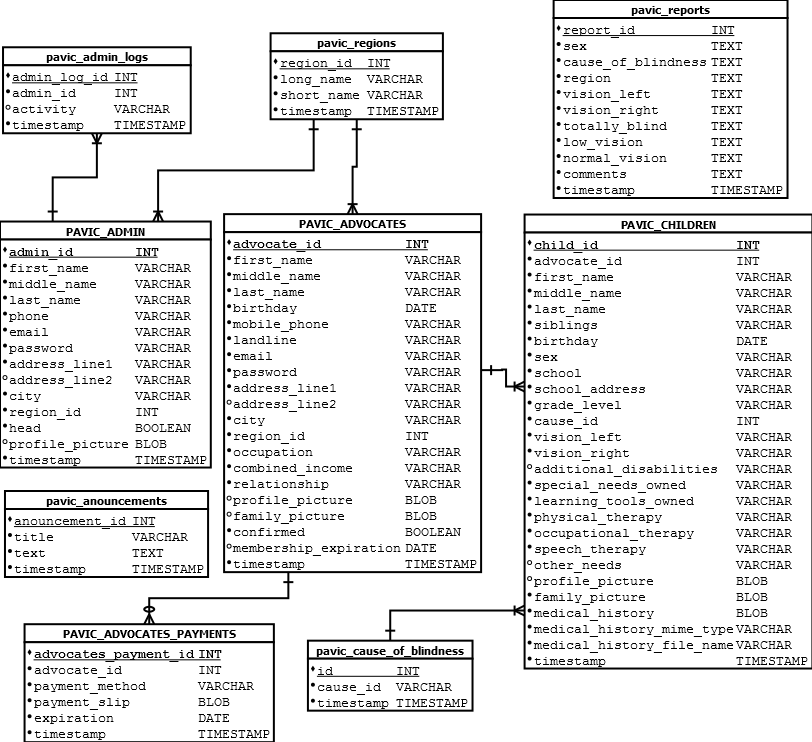 pavic_admin_logs
admin_log_id INT
admin_id INT
activity VARCHAR
timestamp TIMESTAMP
pavic_regions
region_id INT
long_name VARCHAR
short_name VARCHAR
timestamp TIMESTAMP
pavic_reports
report_id INT
sex TEXT
cause_of_blindness TEXT
region TEXT
vision_left TEXT
vision_right TEXT
totally_blind TEXT
low_vision TEXT
normal_vision TEXT
comments TEXT
timestamp TIMESTAMP
PAVIC_ADMIN
admin_id INT
first_name VARCHAR
middle_name VARCHAR
last_name VARCHAR
phone VARCHAR
email VARCHAR
password VARCHAR
address_line1 VARCHAR
address_line2 VARCHAR
city VARCHAR
region_id INT
head BOOLEAN
profile_picture BLOB
timestamp TIMESTAMP
PAVIC_ADVOCATES
advocate_id INT
first_name VARCHAR
middle_name VARCHAR
last_name VARCHAR
birthday DATE
mobile_phone VARCHAR
landline VARCHAR
email VARCHAR
password VARCHAR
address_line1 VARCHAR
address_line2 VARCHAR
city VARCHAR
region_id INT
occupation VARCHAR
combined_income VARCHAR
relationship VARCHAR
profile_picture BLOB
family_picture BLOB
confirmed BOOLEAN
membership_expiration DATE
timestamp TIMESTAMP
PAVIC_CHILDREN
child_id INT
advocate_id INT
first_name VARCHAR
middle_name VARCHAR
last_name VARCHAR
siblings VARCHAR
birthday DATE
sex VARCHAR
school VARCHAR
school_address VARCHAR
grade_level VARCHAR
cause_id INT
vision_left VARCHAR
vision_right VARCHAR
additional_disabilities VARCHAR
special_needs_owned VARCHAR
learning_tools_owned VARCHAR
physical_therapy VARCHAR
occupational_therapy VARCHAR
speech_therapy VARCHAR
other_needs VARCHAR
profile_picture BLOB
family_picture BLOB
medical_history BLOB
medical_history_mime_type VARCHAR
medical_history_file_name VARCHAR
timestamp TIMESTAMP
pavic_anouncements
anouncement_id INT
title VARCHAR
text TEXT
timestamp TIMESTAMP
PAVIC_ADVOCATES_PAYMENTS
advocates_payment_id INT
advocate_id INT
payment_method VARCHAR
payment_slip BLOB
expiration DATE
timestamp TIMESTAMP
pavic_cause_of_blindness
id INT
cause_id VARCHAR
timestamp TIMESTAMP